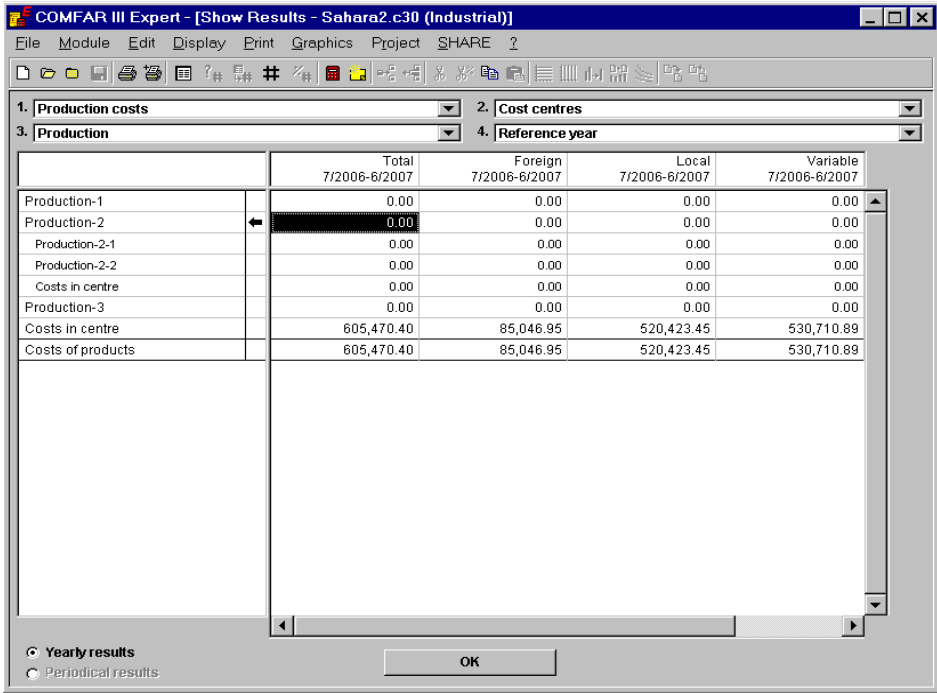 COMFAR III Expert - [Show Results - Sahara2.c30 (Industrial)]
File Module Edit Display Print Graphics Project SHARE ?
1. Production costs 2. Cost centres
3. Production 4. Reference year
Total Foreign Local Variable
7/2006-6/2007 7/2006-6/2007 7/2006-6/2007 7/2006-6/2007
Production-1 0.00 0.00 0.00 0.00
Production-2 0.00 0.00 0.00 0.00
Production-2-1 0.00 0.00 0.00 0.00
Production-2-2 0.00 0.00 0.00 0.00
Costs in centre 0.00 0.00 0.00 0.00
Production-3 0.00 0.00 0.00 0.00
Costs in centre 605,470.40 85,046.95 520,423.45 530,710.89
Costs of products 605,470.40 85,046.95 520,423.45 530,710.89
Yearly results
OK
Periodical results